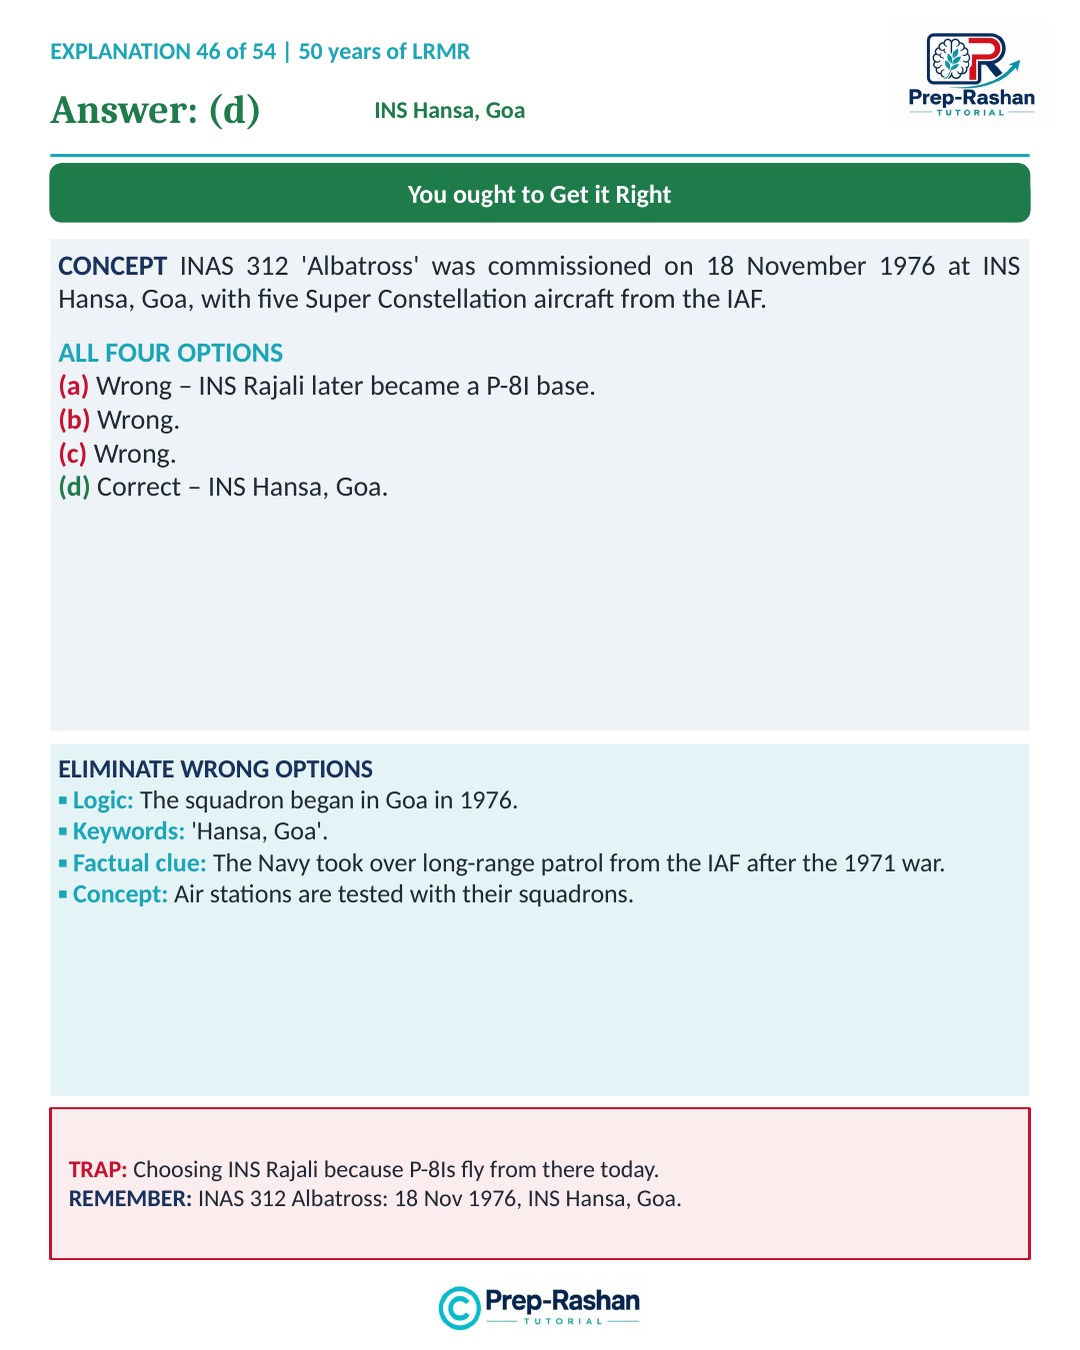 EXPLANATION 46 of 54 | 50 years of LRMR
Prep-Rashan
TUTORIAL
Answer: (d)
INS Hansa, Goa
You ought to Get it Right
CONCEPT INAS 312 'Albatross' was commissioned on 18 November 1976 at INS
Hansa, Goa, with five Super Constellation aircraft from the IAF.
ALL FOUR OPTIONS
(a) Wrong – INS Rajali later became a P-8I base.
(b) Wrong.
(c) Wrong.
(d) Correct – INS Hansa, Goa.
ELIMINATE WRONG OPTIONS
▪ Logic: The squadron began in Goa in 1976.
▪ Keywords: 'Hansa, Goa'.
▪ Factual clue: The Navy took over long-range patrol from the IAF after the 1971 war.
▪ Concept: Air stations are tested with their squadrons.
TRAP: Choosing INS Rajali because P-8Is fly from there today.
REMEMBER: INAS 312 Albatross: 18 Nov 1976, INS Hansa, Goa.
© Prep-Rashan
TUTORIAL